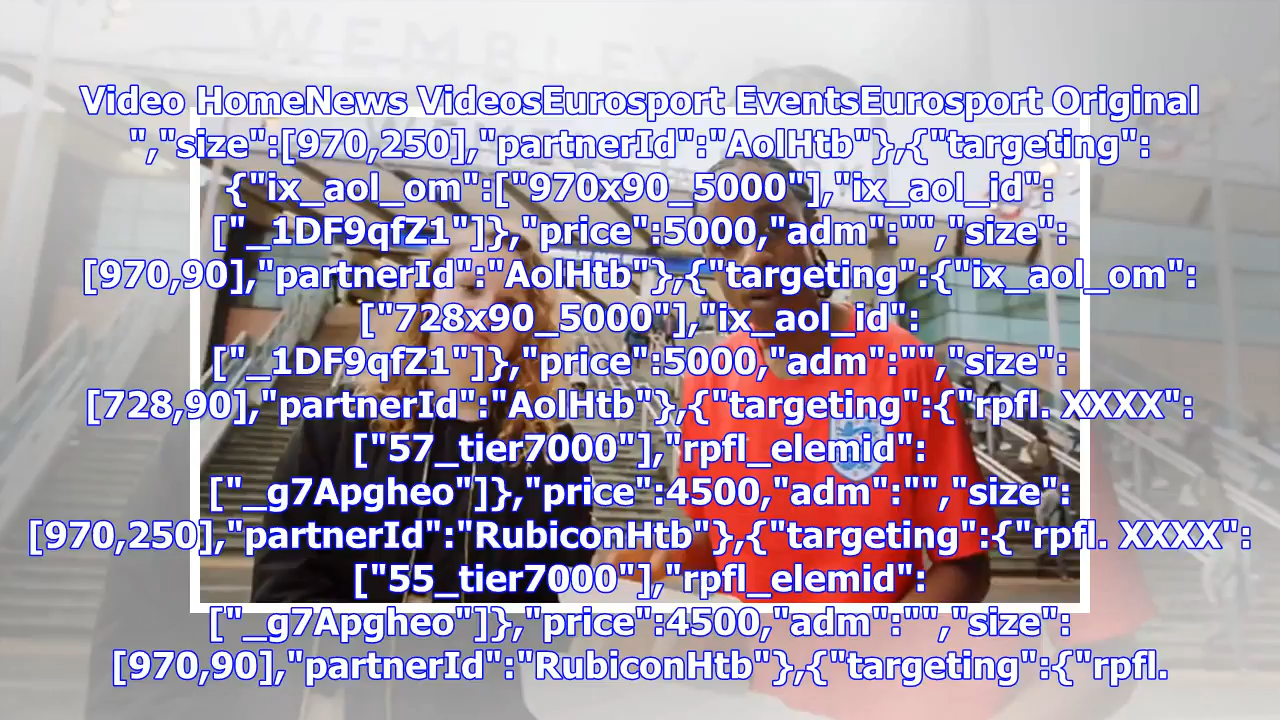 WEMBLEY
Video HomeNews VideosEurosport EventsEurosport Original
","size":[970,250],"partnerId":"AolHtb"},{"targeting":
{"ix_aol_om":["970x90_5000"],"ix_aol_id":
["_1DF9qfZ1"]},"price":5000,"adm":"","size":
[970,90],"partnerId":"AolHtb"},{"targeting":{"ix_aol_om":
["728x90_5000"],"ix_aol_id":
["_1DF9qfZ1"]},"price":5000,"adm":"","size":
[728,90],"partnerId":"AolHtb"},{"targeting":{"rpfl. XXXX":
["57_tier7000"],"rpfl_elemid":
["_g7Apgheo"]},"price":4500,"adm":"","size":
[970,250],"partnerId":"RubiconHtb"},{"targeting":{"rpfl. XXXX":
["55_tier7000"],"rpfl_elemid":
["_g7Apgheo"]},"price":4500,"adm":"","size":
[970,90],"partnerId":"RubiconHtb"},{"targeting":{"rpfl.